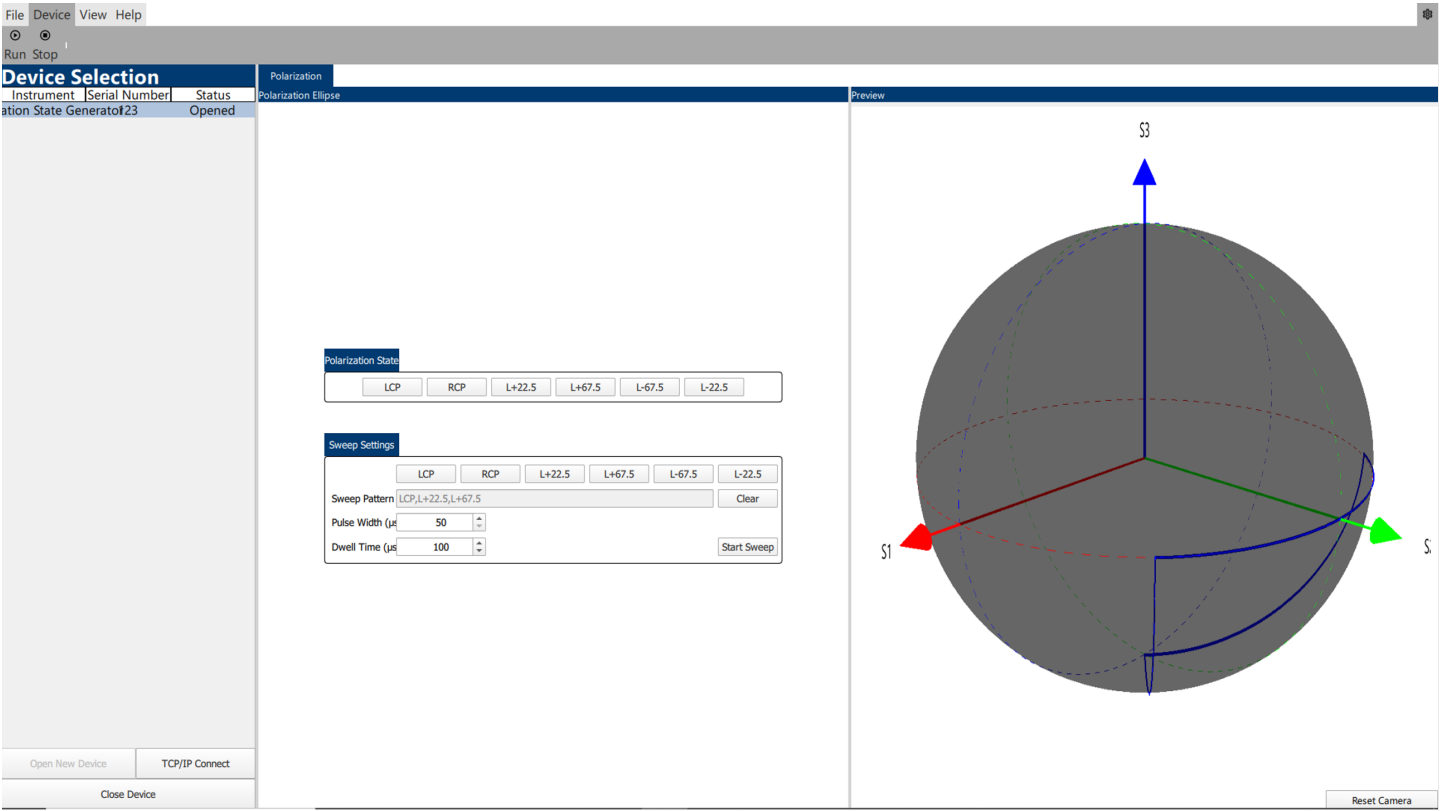 File Device View Help
Run Stop
Device Selection
Instrument Serial Number Status
ation State Generator 123 Opened
Open New Device TCP/IP Connect
Close Device
Polarization
Polarization Ellipse
Polarization State
LCP RCP L+22.5 L+67.5 L-67.5 L-22.5
Sweep Settings
LCP RCP L+22.5 L+67.5 L-67.5 L-22.5
Sweep Pattern LCP,L+22.5,L+67.5 Clear
Pulse Width (µs 50
Dwell Time (µs 100 Start Sweep
Preview
S3
S1
Reset Camera